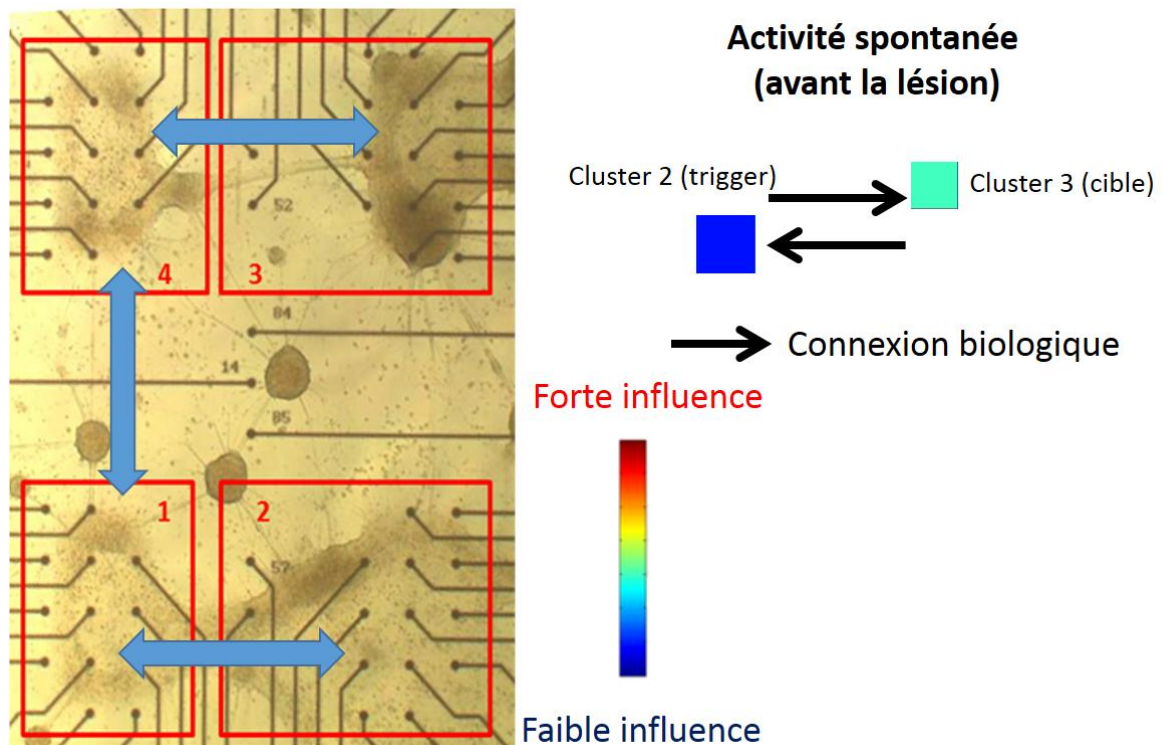 Activité spontanée
(avant la lésion)
Cluster 2 (trigger)
Cluster 3 (cible)
Connexion biologique
Forte influence
Faible influence
52
4
3
84
14
85
1
2
57